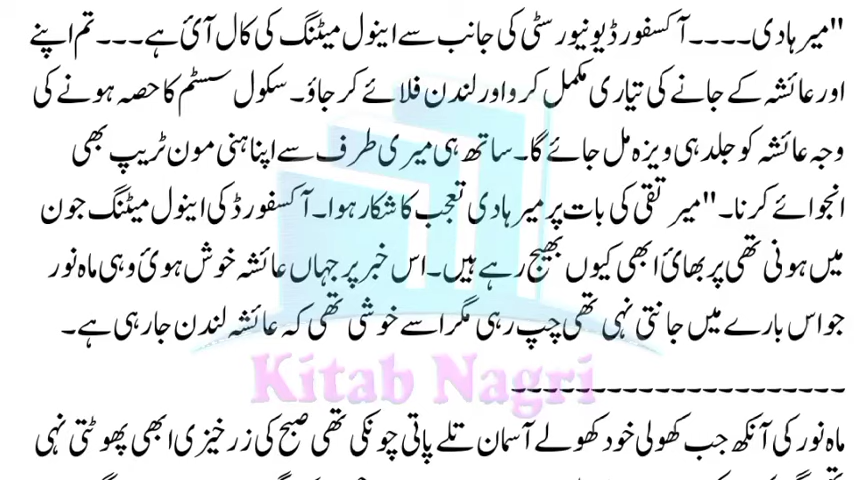 "میر ہادی۔۔۔۔آکسفورڈ یونیورسٹی کی جانب سے اینول میٹنگ کی کال آئ ہے۔۔۔تم اپنے
اور عائشہ کے جانے کی تیاری مکمل کرو اور لندن فلائے کر جاؤ۔ سکول سسٹم کا حصہ ہونے کی
وجہ عائشہ کو جلد ہی ویزہ مل جائے گا۔ ساتھ ہی میری طرف سے اپنا ہنی مون ٹریپ بھی
انجوائے کرنا۔" میر تقی کی بات پر میر ہادی تعجب کا شکار ہوا۔ آکسفورڈ کی اینول میٹنگ جون
میں ہونی تھی پر بھائ ابھی کیوں بھیج رہے ہیں۔ اس خبر پر جہاں عائشہ خوش ہوئ وہی ماہ نور
جو اس بارے میں جانتی نہی تھی چپ رہی مگر اسے خوشی تھی کہ عائشہ لندن جا رہی ہے۔
Kitab Nagri
۔۔۔۔۔۔۔۔۔۔۔۔۔۔۔۔۔۔۔۔۔
ماہ نور کی آنکھ جب کھولی خود کھولے آسمان تلے پاتی چونکی تھی صبح کی زرخیزی ابھی پھوٹتی نہی